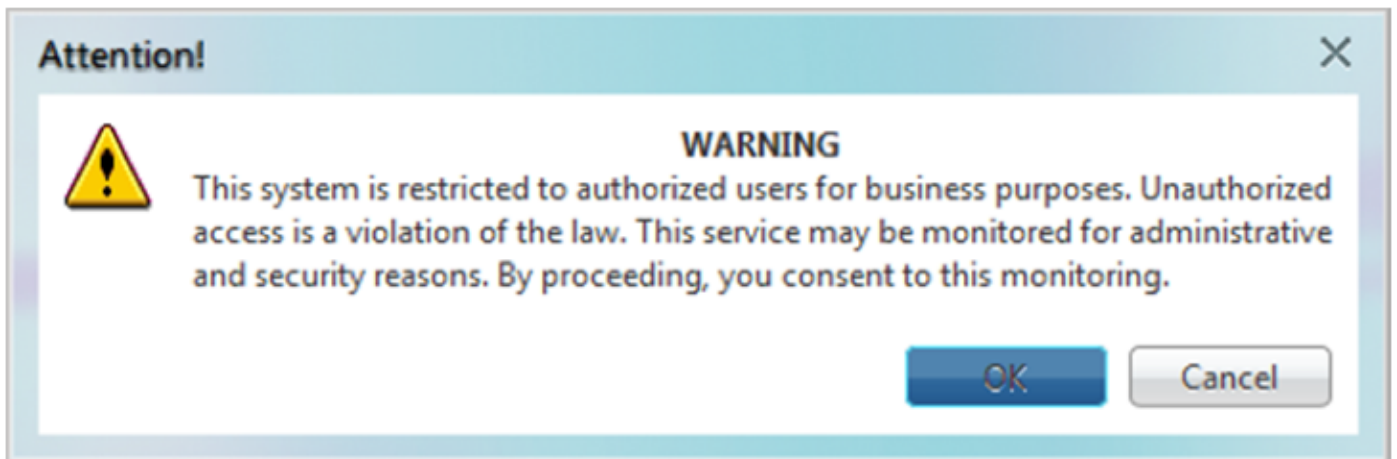 Attention!
WARNING
This system is restricted to authorized users for business purposes. Unauthorized
access is a violation of the law. This service may be monitored for administrative
and security reasons. By proceeding, you consent to this monitoring.
OK Cancel